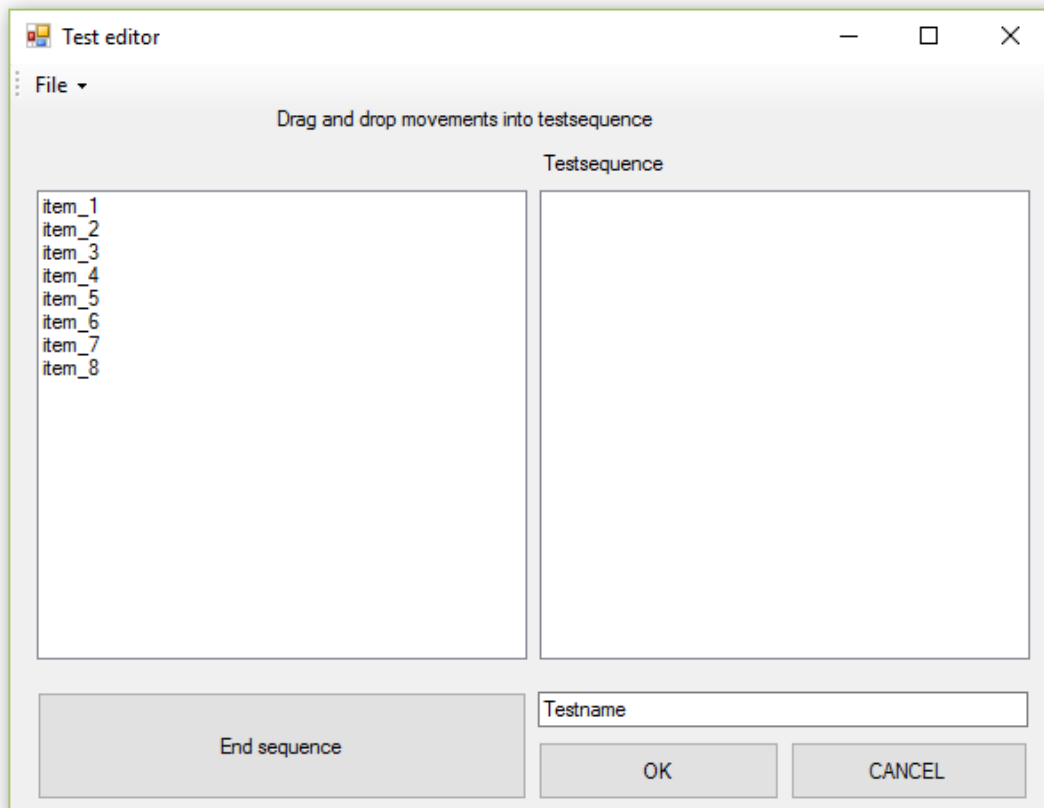 Test editor
File
Drag and drop movements into testsequence
Testsequence
item_1
item_2
item_3
item_4
item_5
item_6
item_7
item_8
Testname
End sequence
OK
CANCEL